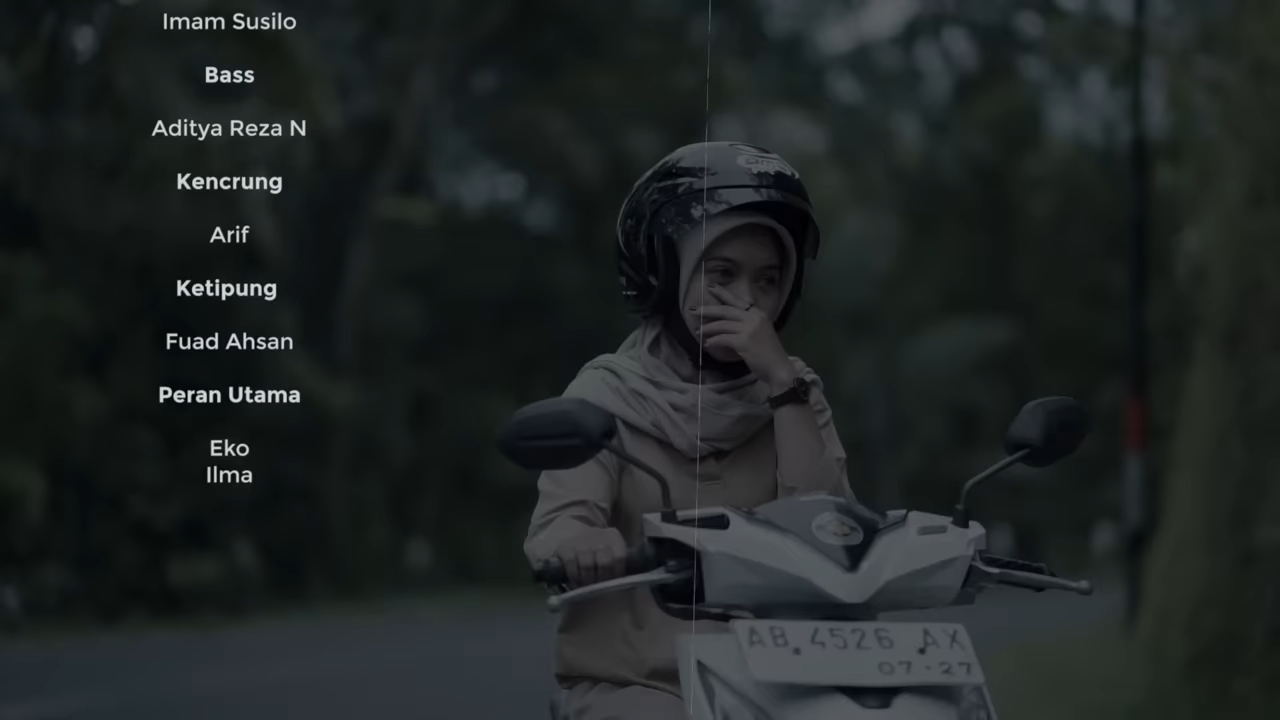 Imam Susilo
Bass
Aditya Reza N
Kencrung
Arif
Ketipung
Fuad Ahsan
Peran Utama
Eko
Ilma
AB 4526 AX
07 · 27